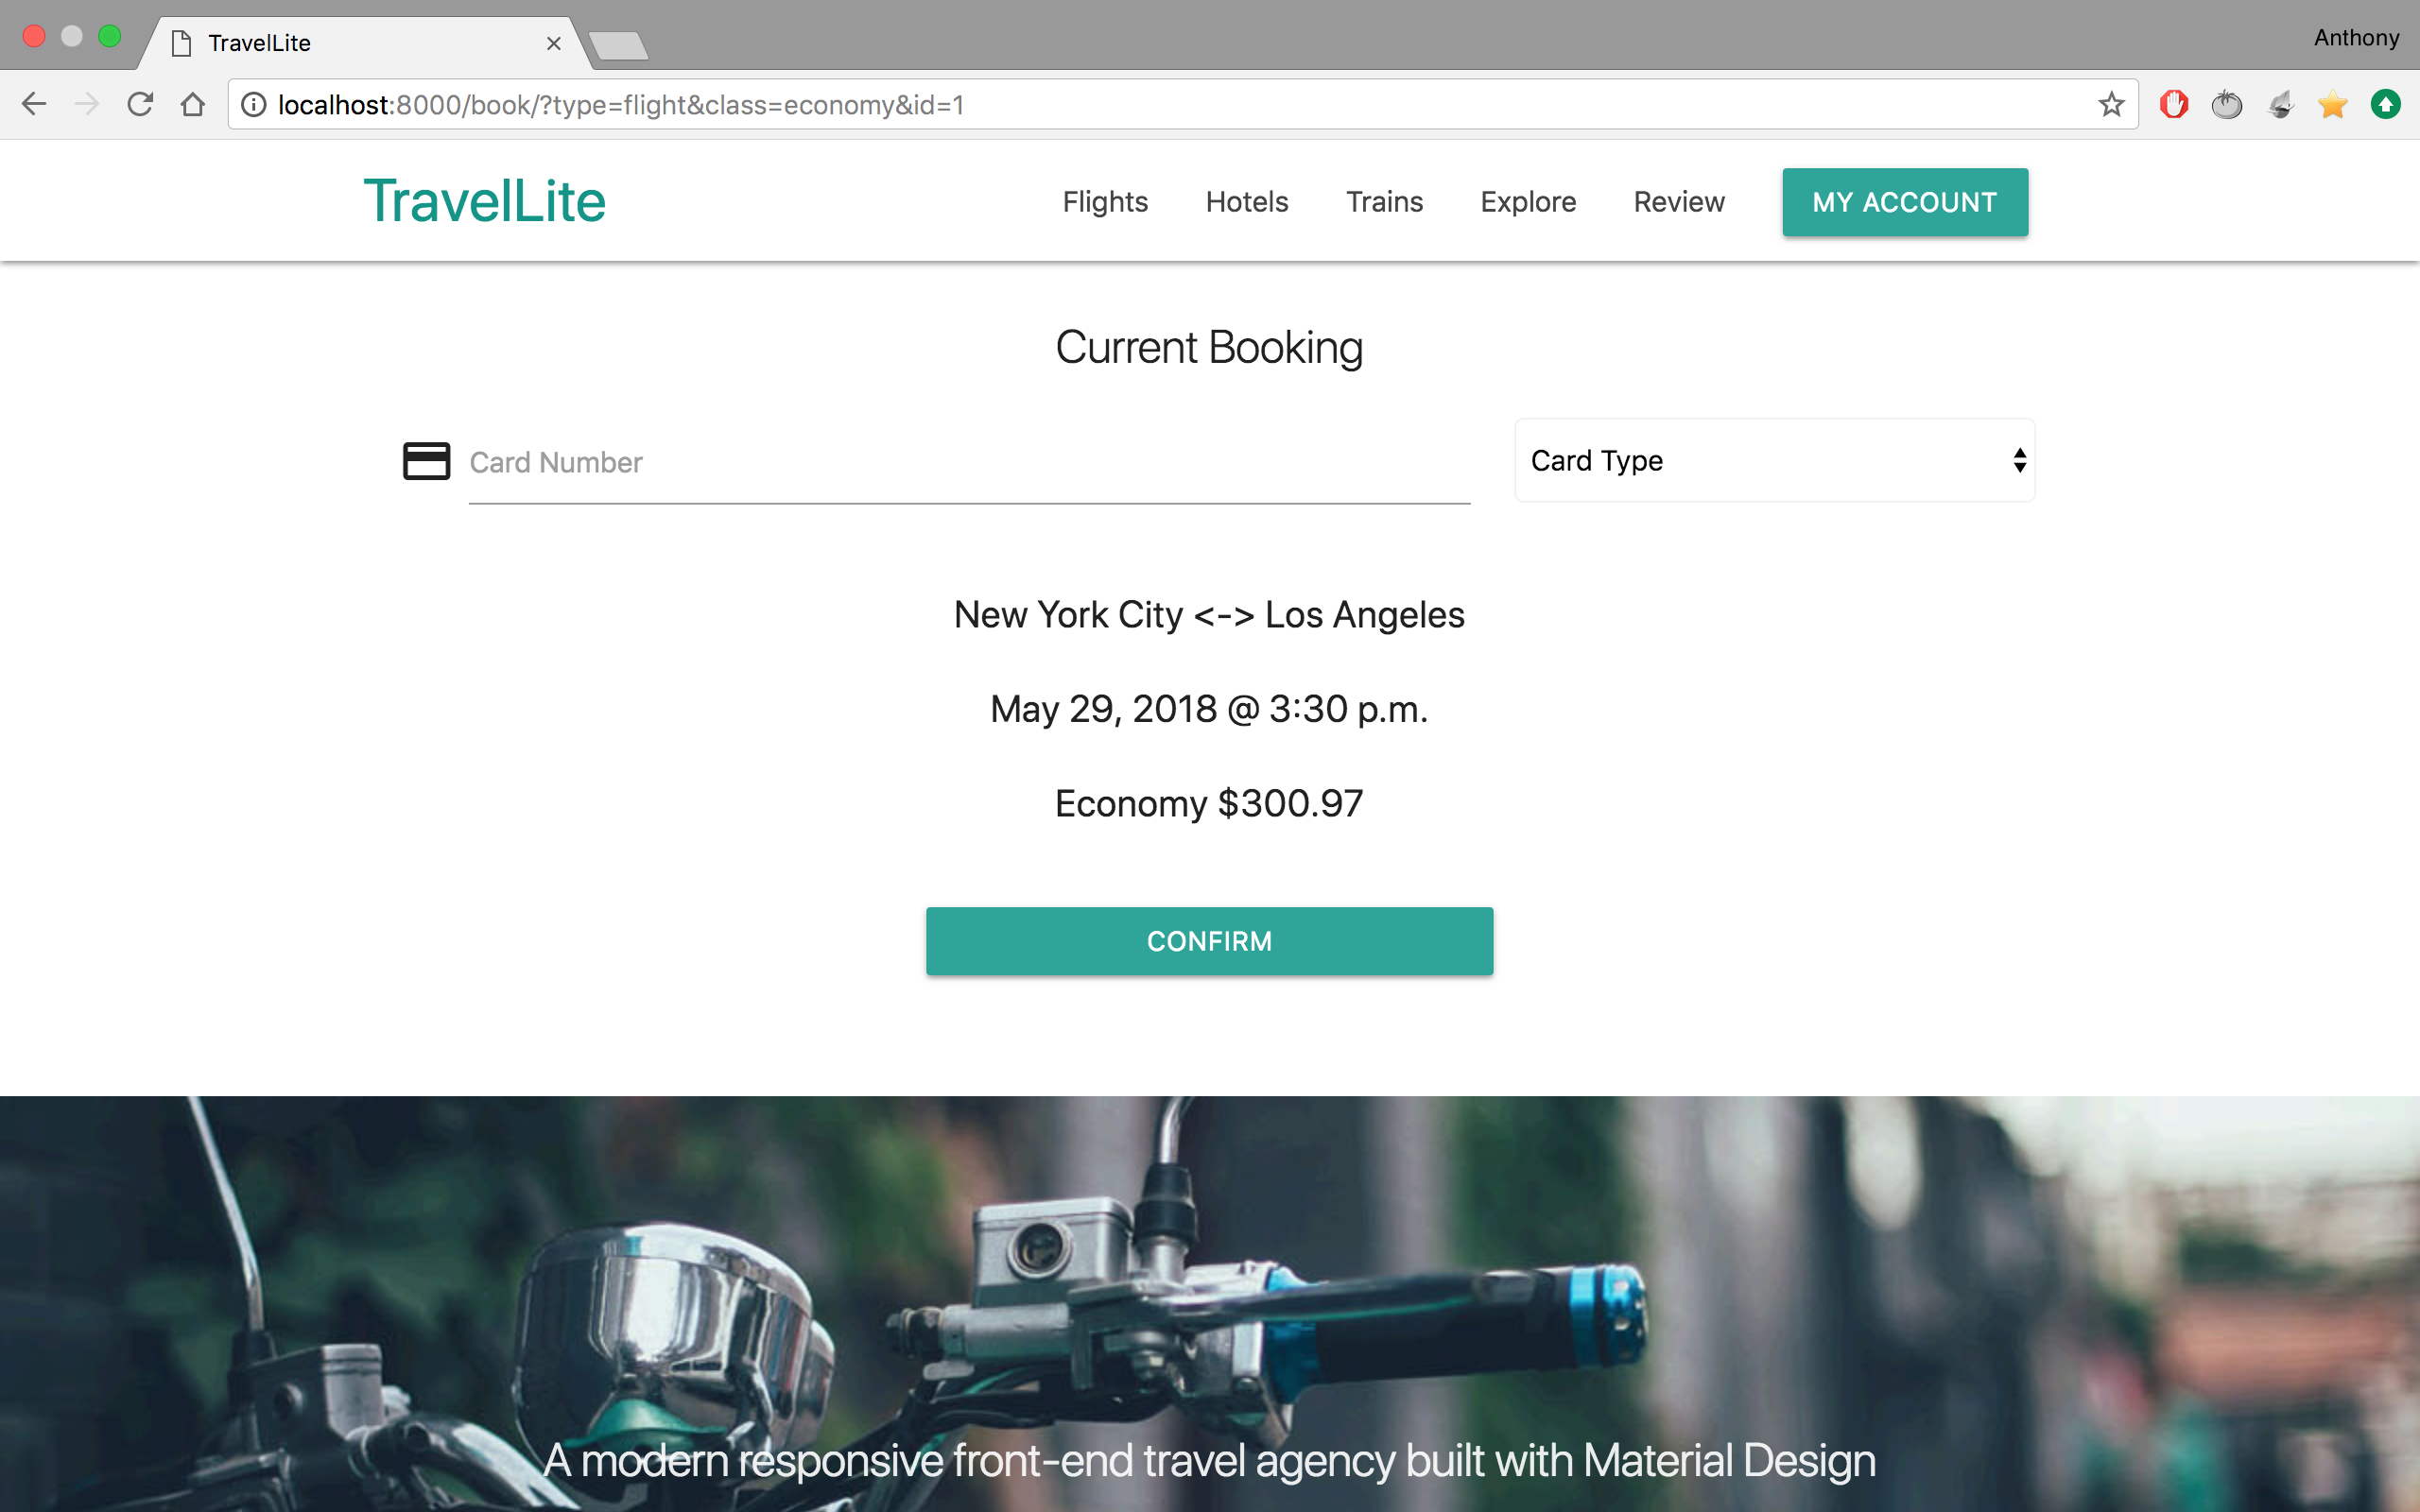 TravelLite
Anthony
localhost:8000/book/?type=flight&class=economy&id=1
TravelLite Flights Hotels Trains Explore Review MY ACCOUNT
Current Booking
Card Number Card Type
New York City <-> Los Angeles
May 29, 2018 @ 3:30 p.m.
Economy $300.97
CONFIRM
A modern responsive front-end travel agency built with Material Design